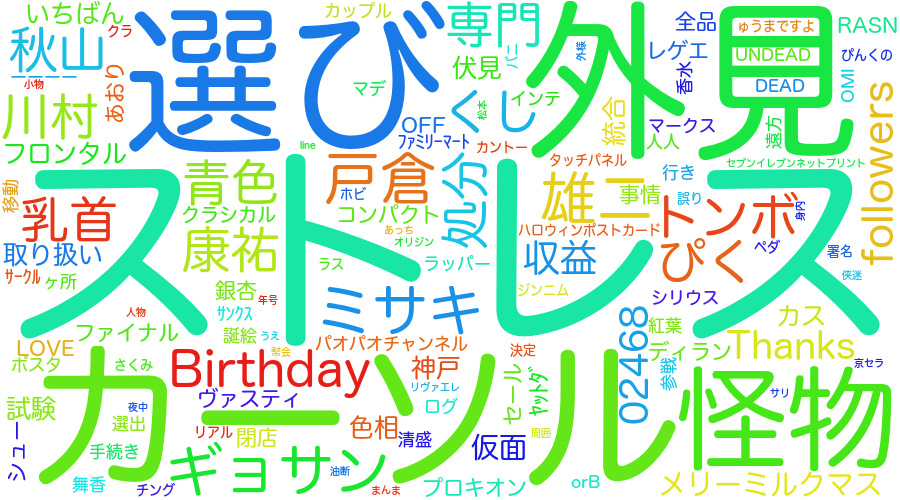 いちばん
クラ
選び
カップル
専門
外見
全品
ゅうまですよ
RASN
秋山
レゲエ
UNDEAD
ぴんくの
ーーーー
小物
あおり
マデ
伏見
バニ
外様
香水
DEAD
OMI
川村
OFF
へし
インテ
統合
マークス
遠方
followers
フロンタル
line
ファミリーマート
松本
カントー
人人
タッチパネル
セブンイレブンネットプリント
ストレス
移動
青色
戸倉
ホビ
処分
雄二
事情
行き
誤り
乳首
クラシカル
コンパクト
トンボ
身内
あっち
オリジン
ハロウィンポストカード
康祐
取り扱い
収益
ぴく
ペダ
署名
サークル
ヶ所
ラス
ラッパー
侠迷
銀杏
年号
ミサキ
ジンニム
シリウス
人物
サンクス
02468
カス
ファイナル
誕絵
うえ
紅葉
LOVE
幇会
パオパオチャンネル
決定
ディラン
Thanks
ボスタ
さくみ
カーソル
Birthday
神戸
セール
参戦
京セラ
リヴァエレ
ヤットダ
怪物
サリ
試験
夜中
ヴァスティ
ログ
選出
リアル
閉店
色相
清盛
仮面
周囲
シュー
手続き
ギョサン
油断
舞香
チング
まんま
プロキオン
orB
メリーミルクマス